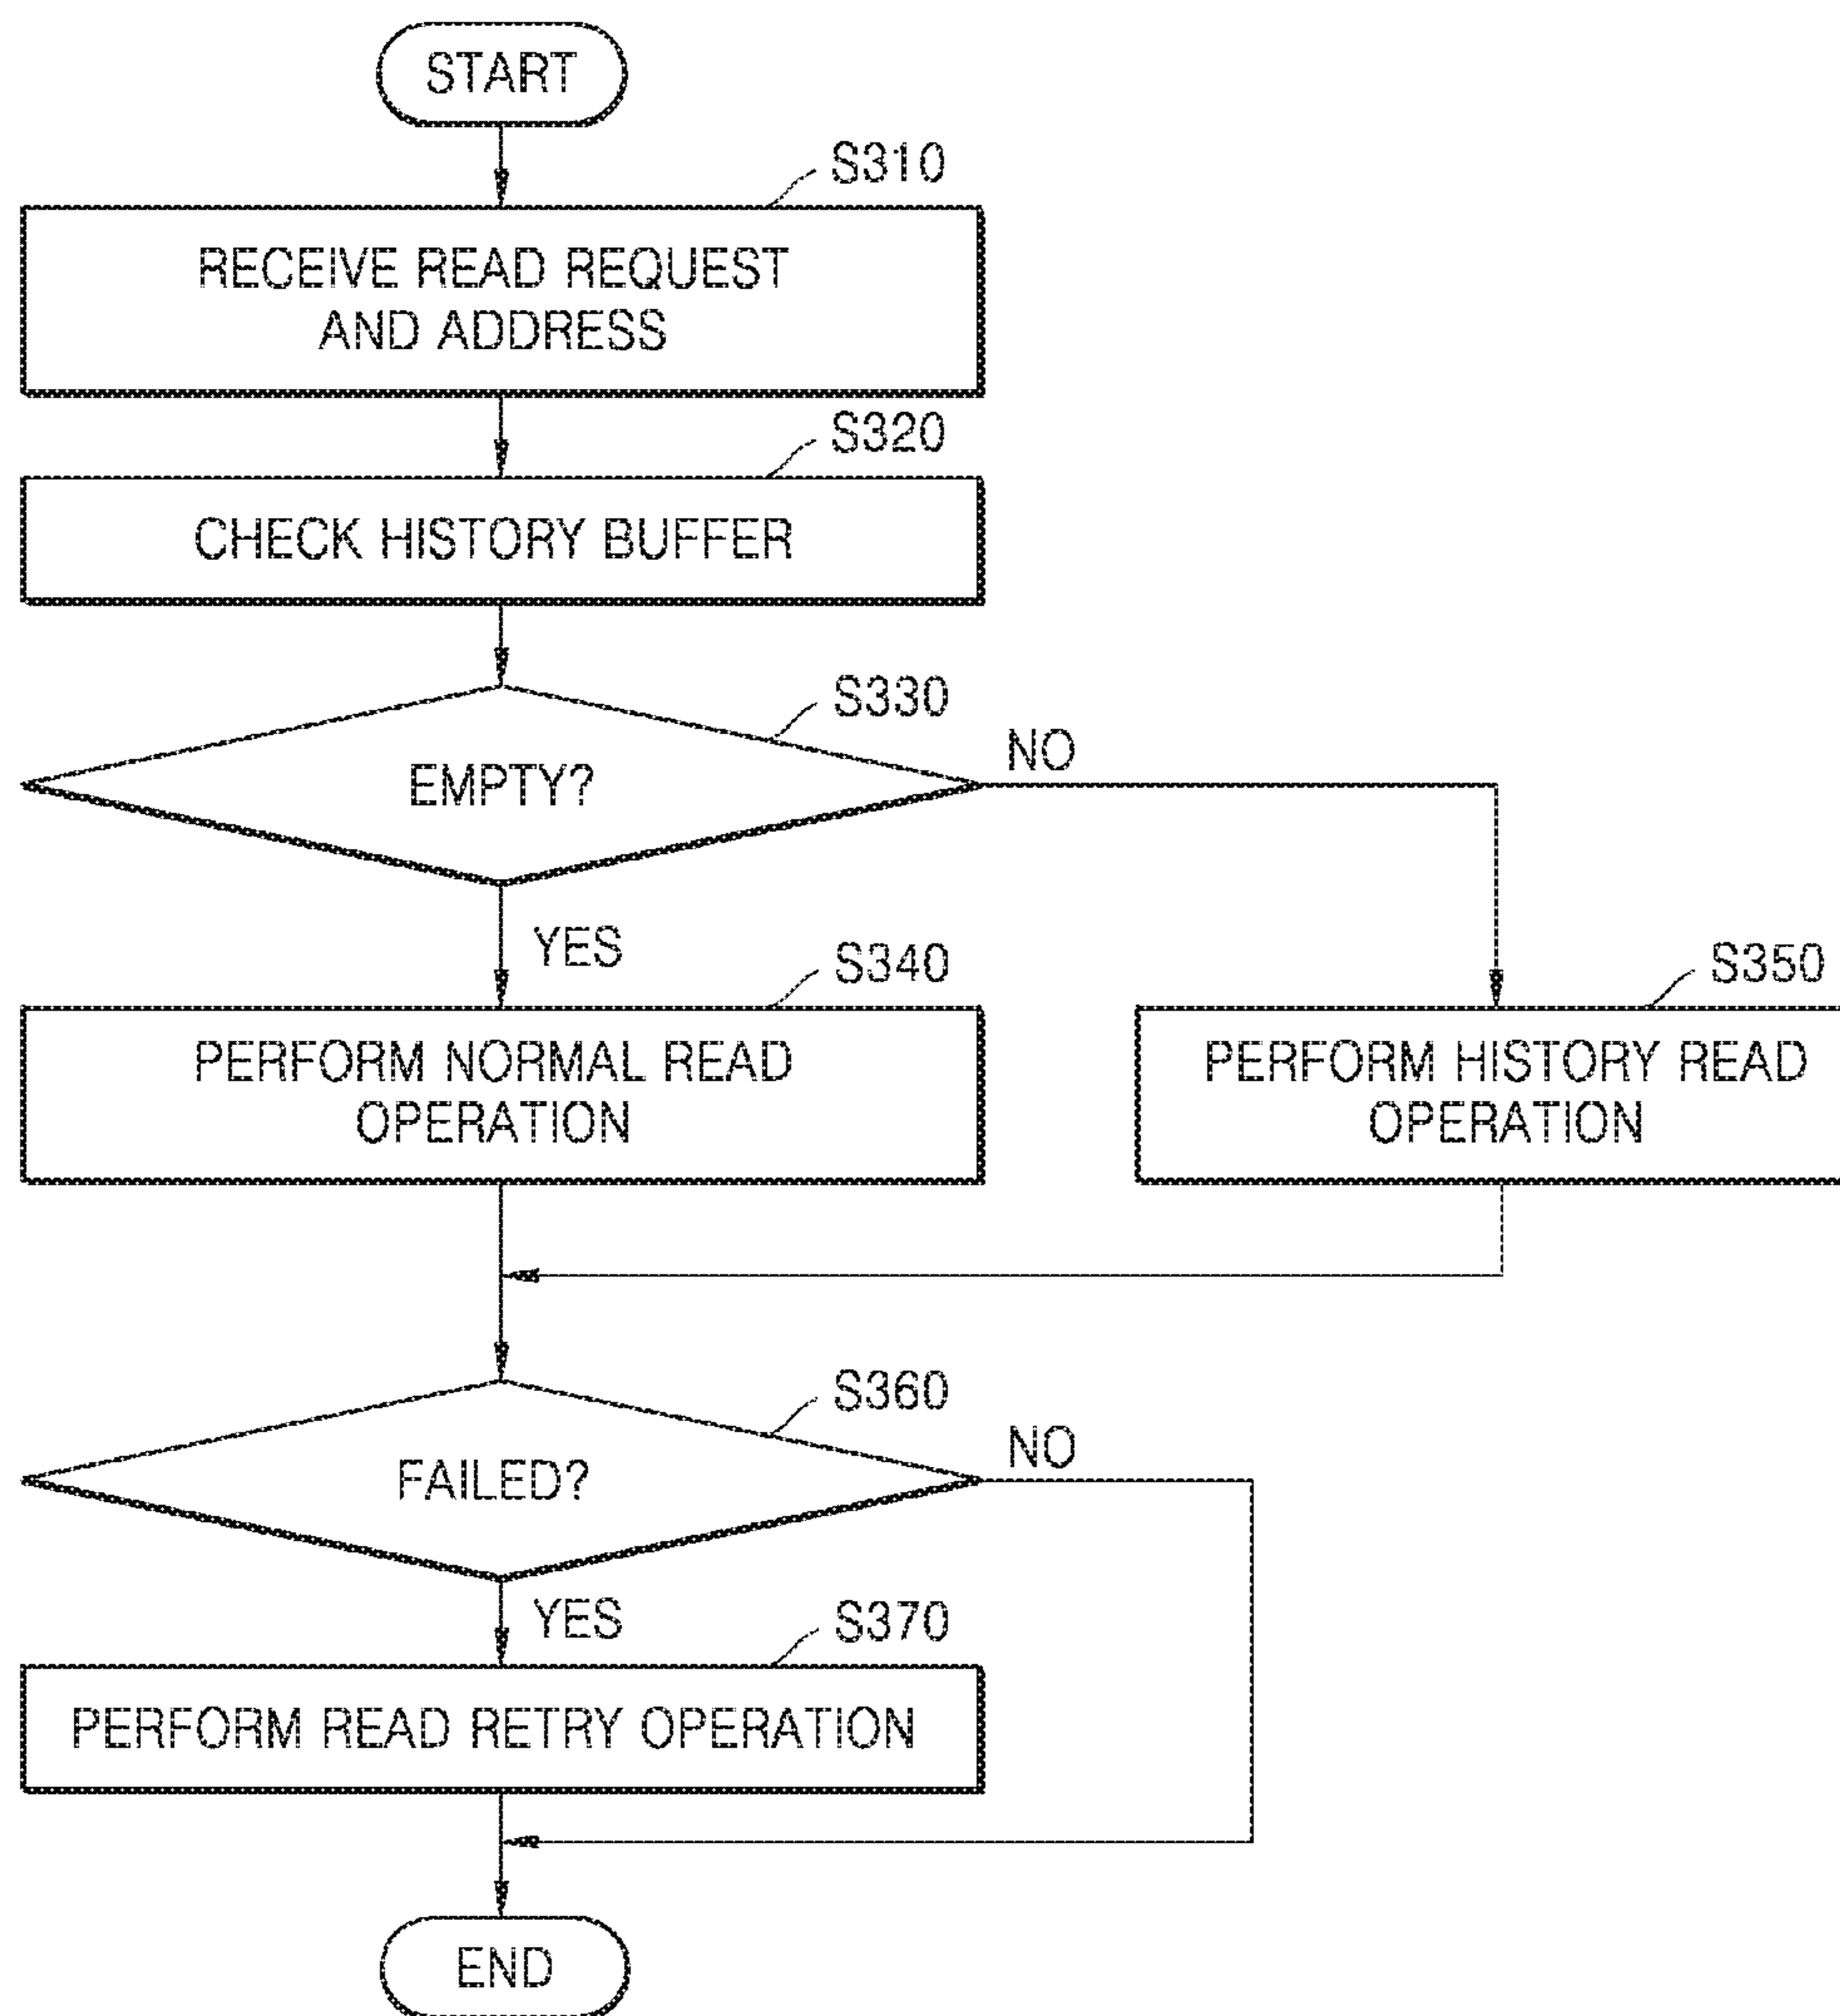 START
S310
RECEIVE READ REQUEST
AND ADDRESS
S320
CHECK HISTORY BUFFER
S330
EMPTY?
NO
YES
S340
PERFORM NORMAL READ
OPERATION
S350
PERFORM HISTORY READ
OPERATION
S360
FAILED?
NO
YES
S370
PERFORM READ RETRY OPERATION
END